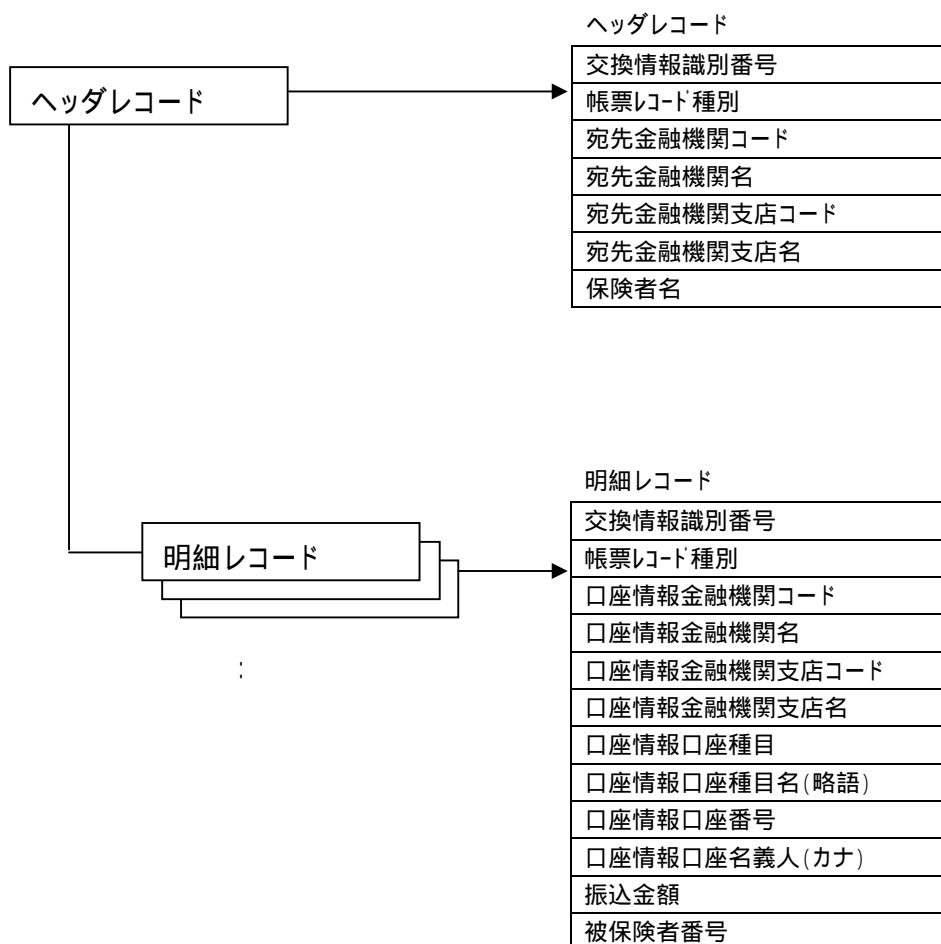 ヘッダレコード
ヘッダレコード
交換情報識別番号
帳票ﾚｺｰﾄﾞ種別
宛先金融機関コード
宛先金融機関名
宛先金融機関支店コード
宛先金融機関支店名
保険者名
明細レコード
明細レコード
:
交換情報識別番号
帳票ﾚｺｰﾄﾞ種別
口座情報金融機関コード
口座情報金融機関名
口座情報金融機関支店コード
口座情報金融機関支店名
口座情報口座種目
口座情報口座種目名(略語)
口座情報口座番号
口座情報口座名義人(カナ)
振込金額
被保険者番号